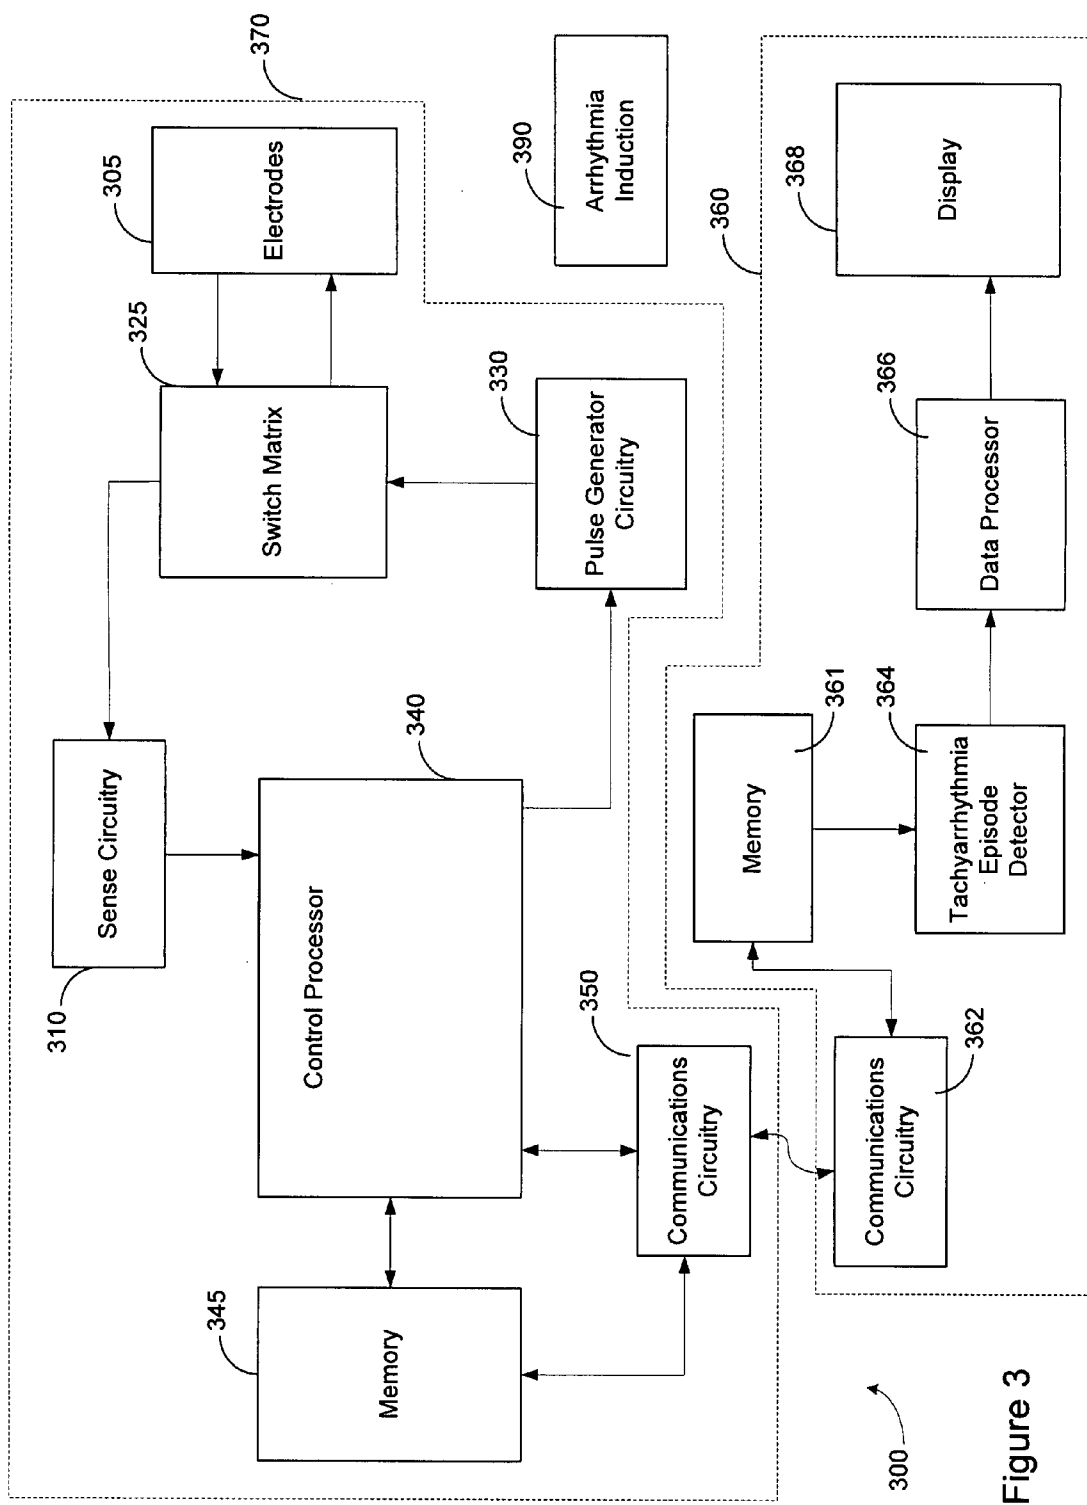 310
Sense Circuitry
305
325
345
370
Switch Matrix
Electrodes
Control Processor
Memory
340
330
390
350
Pulse Generator
Circuitry
Arrhythmia
Induction
Communications
Circuitry
360
Memory
361
368
366
364
Communications
Circuitry
362
300
Tachyarrhythmia
Episode
Detector
Data Processor
Display
Figure 3